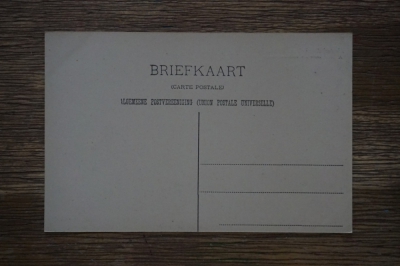 BRIEFKAART
(CARTE POSTALE)
ALGEMEENE POSTVEREENIGING (UNION POSTALE UNIVERSELLE)